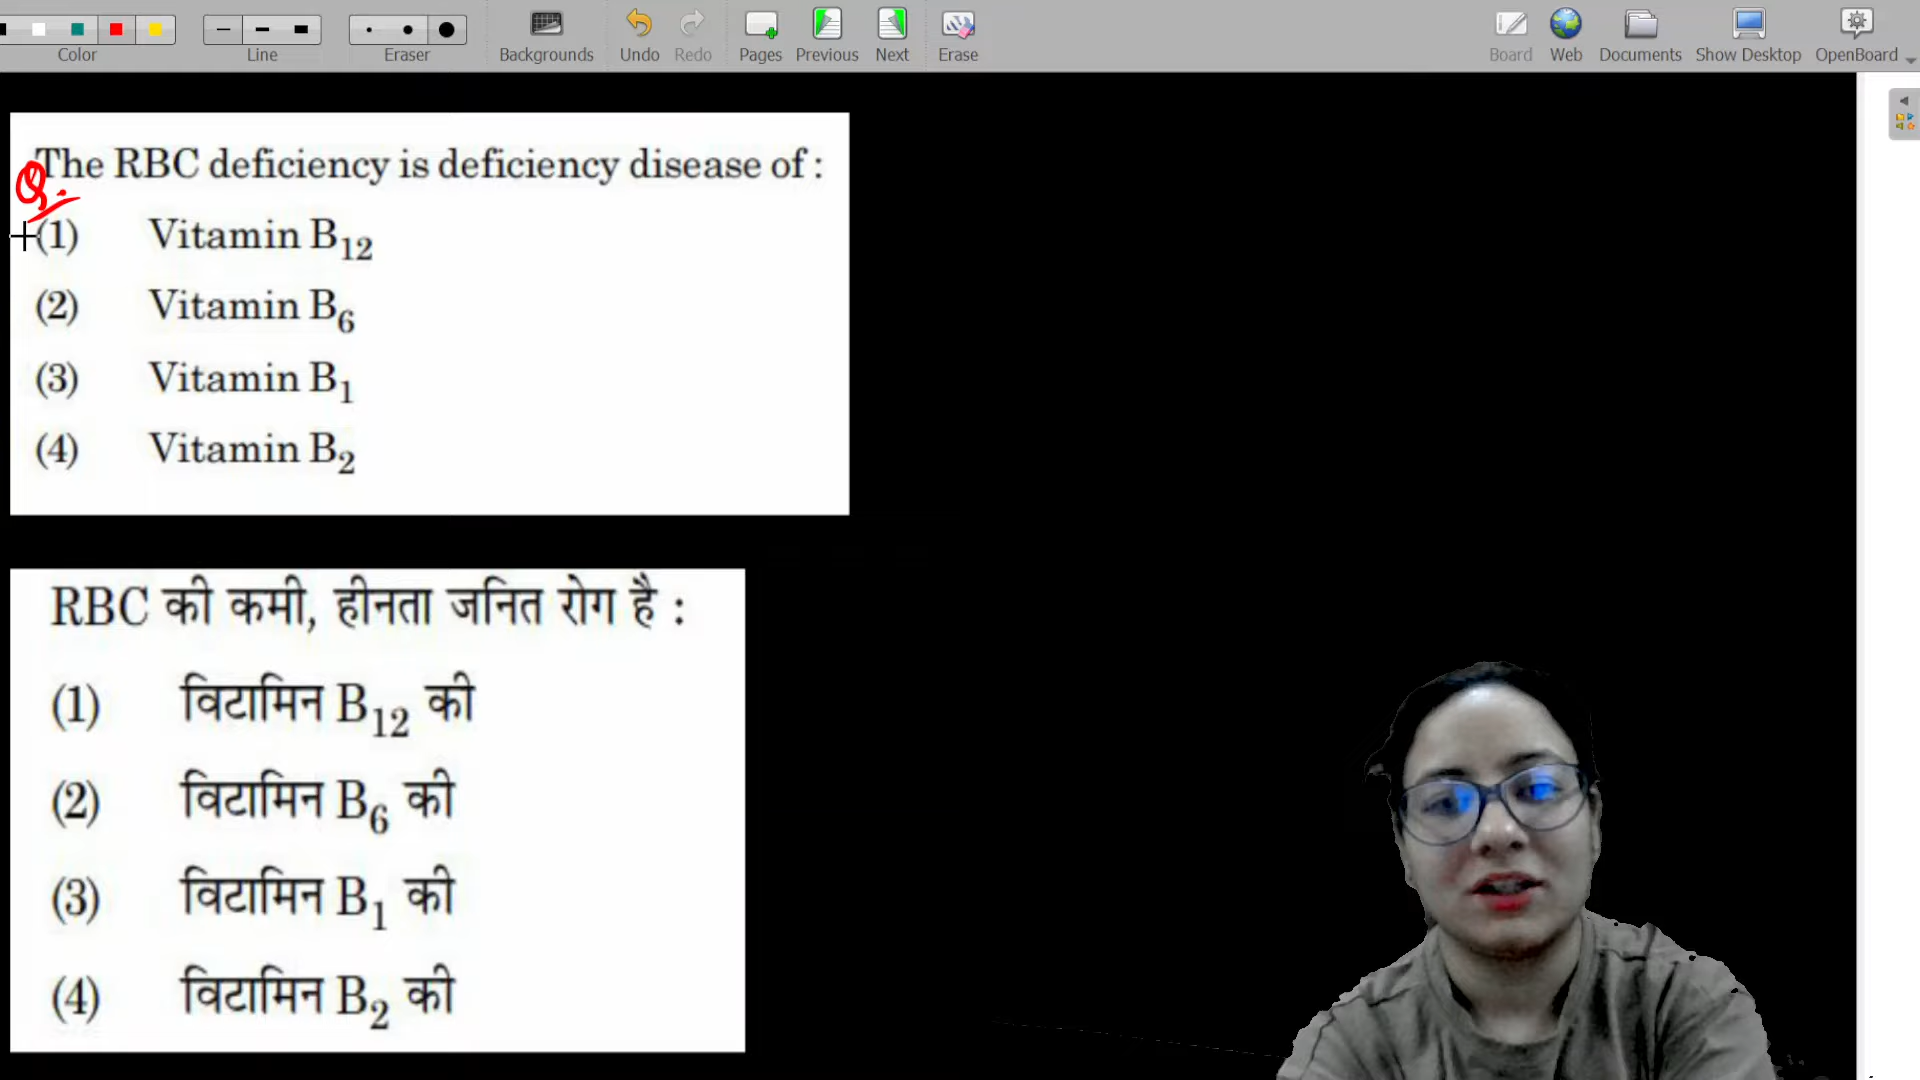 Color Line Eraser Backgrounds Undo Redo Pages Previous Next Erase Board Web Documents Show Desktop OpenBoard
The RBC deficiency is deficiency disease of :
Q.
(1) Vitamin B₁₂
(2) Vitamin B₆
(3) Vitamin B₁
(4) Vitamin B₂
RBC की कमी, हीनता जनित रोग है :
(1) विटामिन B₁₂ की
(2) विटामिन B₆ की
(3) विटामिन B₁ की
(4) विटामिन B₂ की